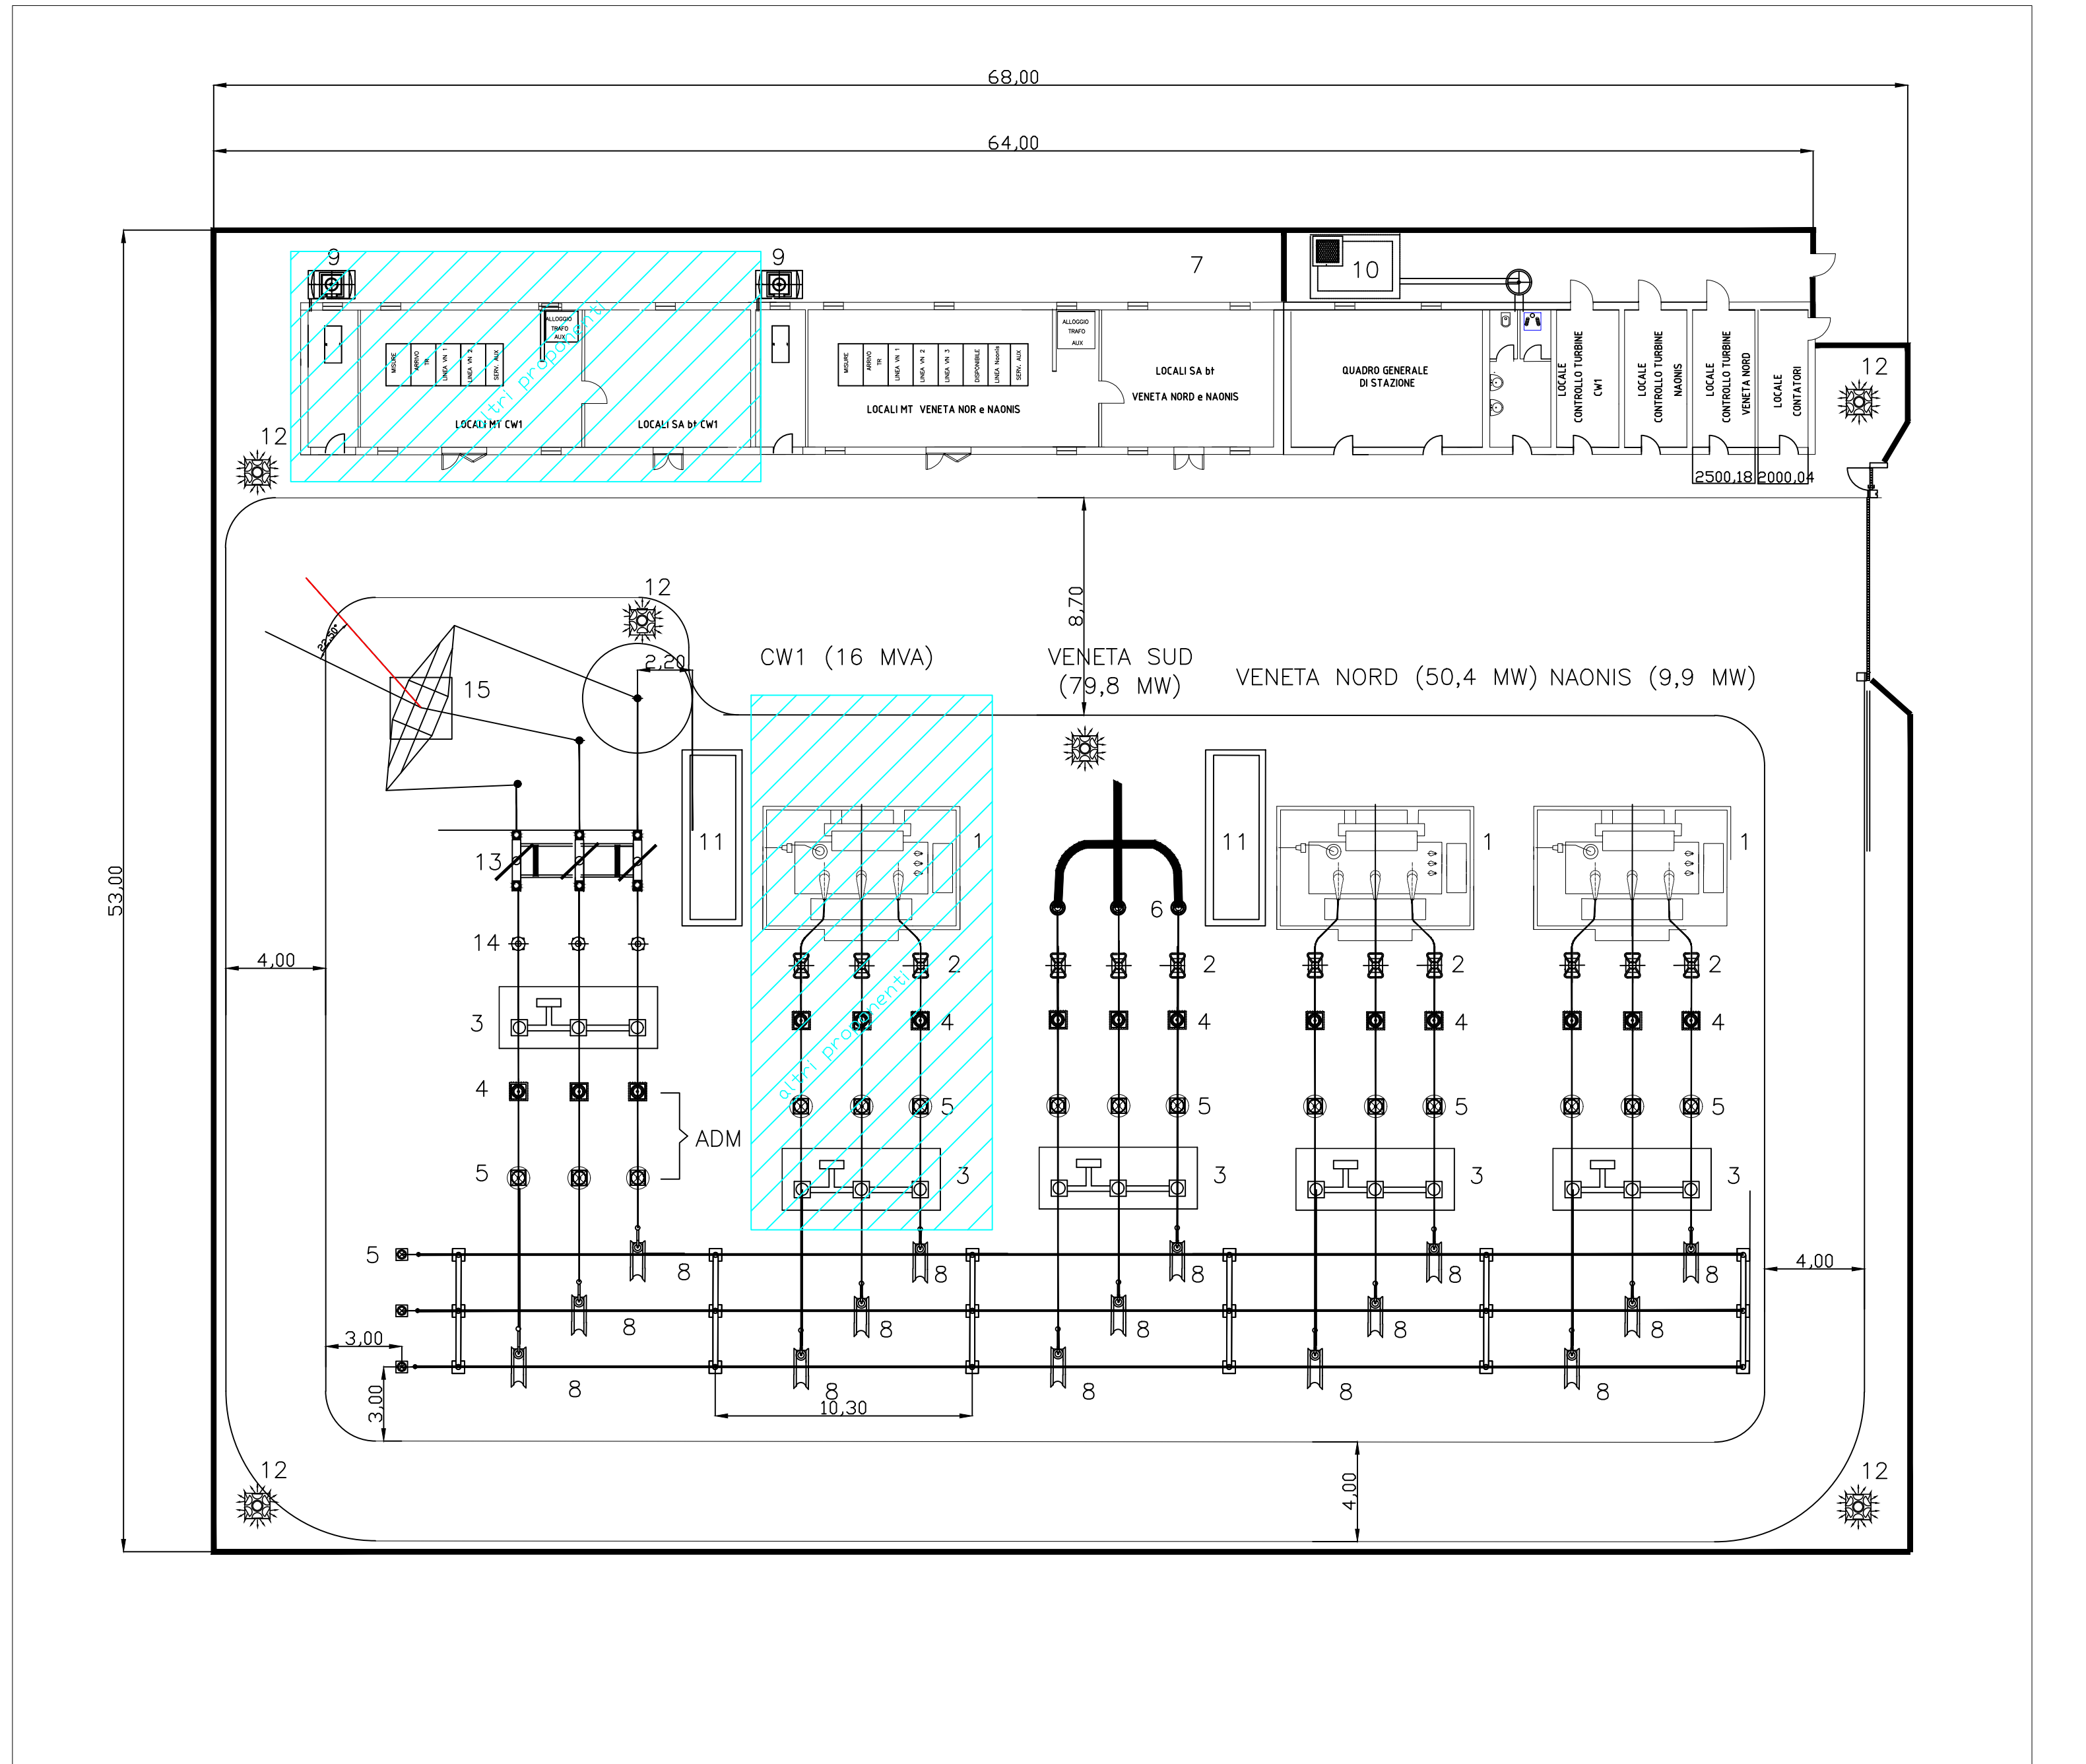 68,00
64,00
9
9
7
10
ALLOGGIO
TRAFO
AUX
ALLOGGIO
TRAFO
AUX
altri proponenti
MISURE
ARRIVO
TR
LINEA VN 1
LINEA VN 2
SERV. AUX
MISURE
ARRIVO
TR
LINEA VN 1
LINEA VN 2
LINEA VN 3
DISPONIBILE
LINEA Naonis
SERV. AUX
LOCALI MT CW1
LOCALI SA bt CW1
LOCALI MT VENETA NOR e NAONIS
LOCALI SA bt
VENETA NORD e NAONIS
QUADRO GENERALE
DI STAZIONE
LOCALE
CONTROLLO TURBINE
CW1
LOCALE
CONTROLLO TURBINE
NAONIS
LOCALE
CONTROLLO TURBINE
VENETA NORD
LOCALE
CONTATORI
12
12
2500,18
2000,04
8,70
12
22,50°
2,20
15
CW1 (16 MVA)
VENETA SUD
(79,8 MW)
VENETA NORD (50,4 MW)
NAONIS (9,9 MW)
53,00
13
11
1
11
1
1
6
14
4,00
2
2
2
2
3
4
4
4
4
altri proponenti
4
5
5
5
5
ADM
5
3
3
3
3
5
8
8
8
8
8
4,00
8
8
8
8
8
3,00
3,00
8
8
8
8
8
10,30
12
4,00
12